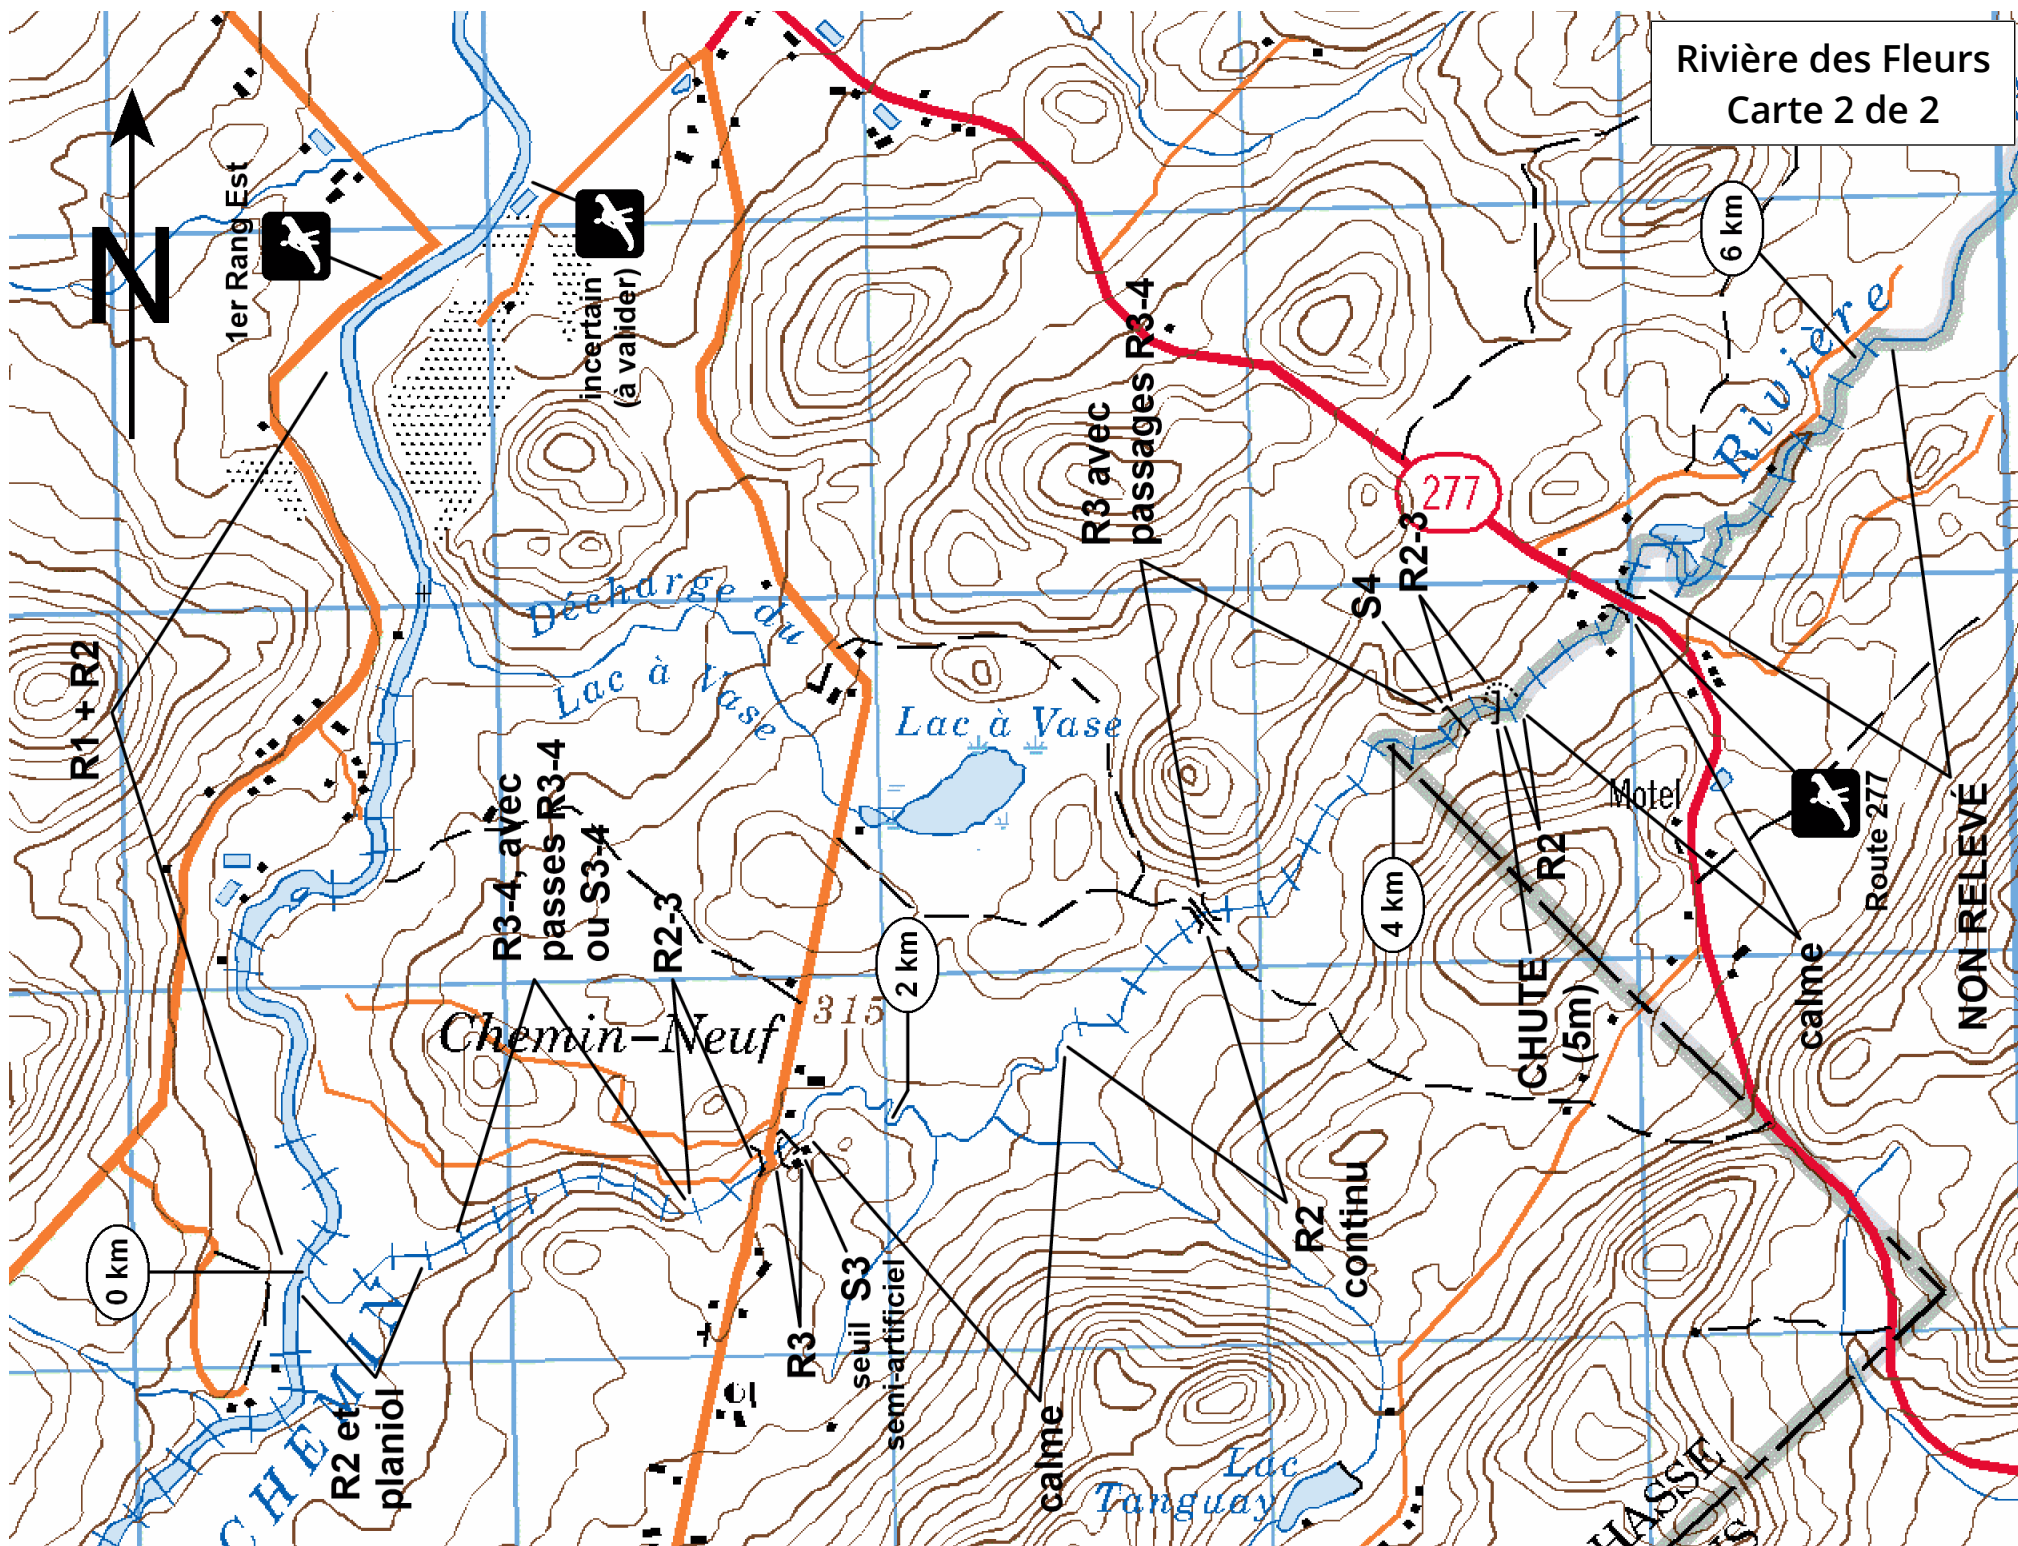 Rivière des Fleurs
Carte 2 de 2
N
1er Rang Est
incertain
(à valider)
R1 + R2
Décharge du
Lac à Vase
Lac à Vase
R3 avec
passages R3-4
277
S4
R2-3
6 km
Rivière
R3-4, avec
passes R3-4
ou S3-4
R2-3
Chemin-Neuf
315
2 km
4 km
Motel
R2
CHUTE
(5m)
Route 277
calme
NON RELEVÉ
0 km
R2 et
planiol
CHEMIN
R3
seuil S3
semi-artificiel
calme
R2
continu
Lac
Tanguay
HASSE